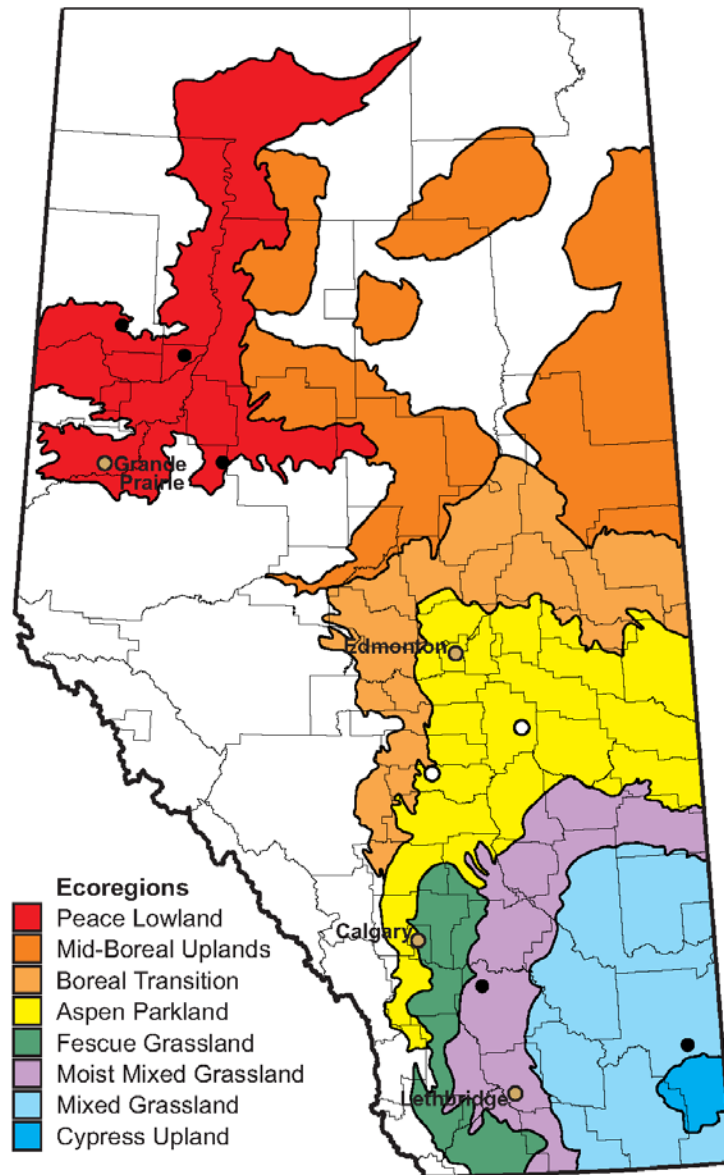 Grande
Prairie
Edmonton
Calgary
Lethbridge
Ecoregions
Peace Lowland
Mid-Boreal Uplands
Boreal Transition
Aspen Parkland
Fescue Grassland
Moist Mixed Grassland
Mixed Grassland
Cypress Upland